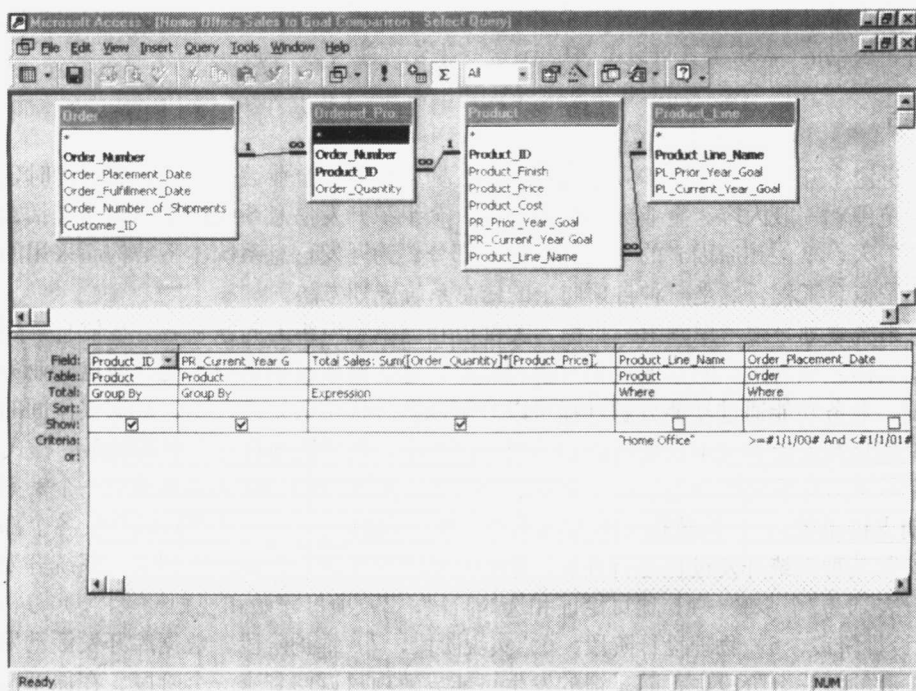 Microsoft Access - [Home Office Sales to Goal Comparison - Select Query]
File Edit View Insert Query Tools Window Help
All
Order
*
Order_Number
Order_Placement_Date
Order_Fulfillment_Date
Order_Number_of_Shipments
Customer_ID
1 ∞
Ordered_Pro
*
Order_Number
Product_ID
Order_Quantity
∞ 1
Product
*
Product_ID
Product_Finish
Product_Price
Product_Cost
PR_Prior_Year_Goal
PR_Current_Year Goal
Product_Line_Name
1
∞
Product_Line
*
Product_Line_Name
PL_Prior_Year_Goal
PL_Current_Year_Goal
Field: Product_ID PR_Current_Year G Total Sales: Sum([Order_Quantity]*[Product_Price]) Product_Line_Name Order_Placement_Date
Table: Product Product Product Order
Total: Group By Group By Expression Where Where
Sort:
Show:
Criteria: "Home Office" >=#1/1/00# And <#1/1/01#
or:
Ready NUM